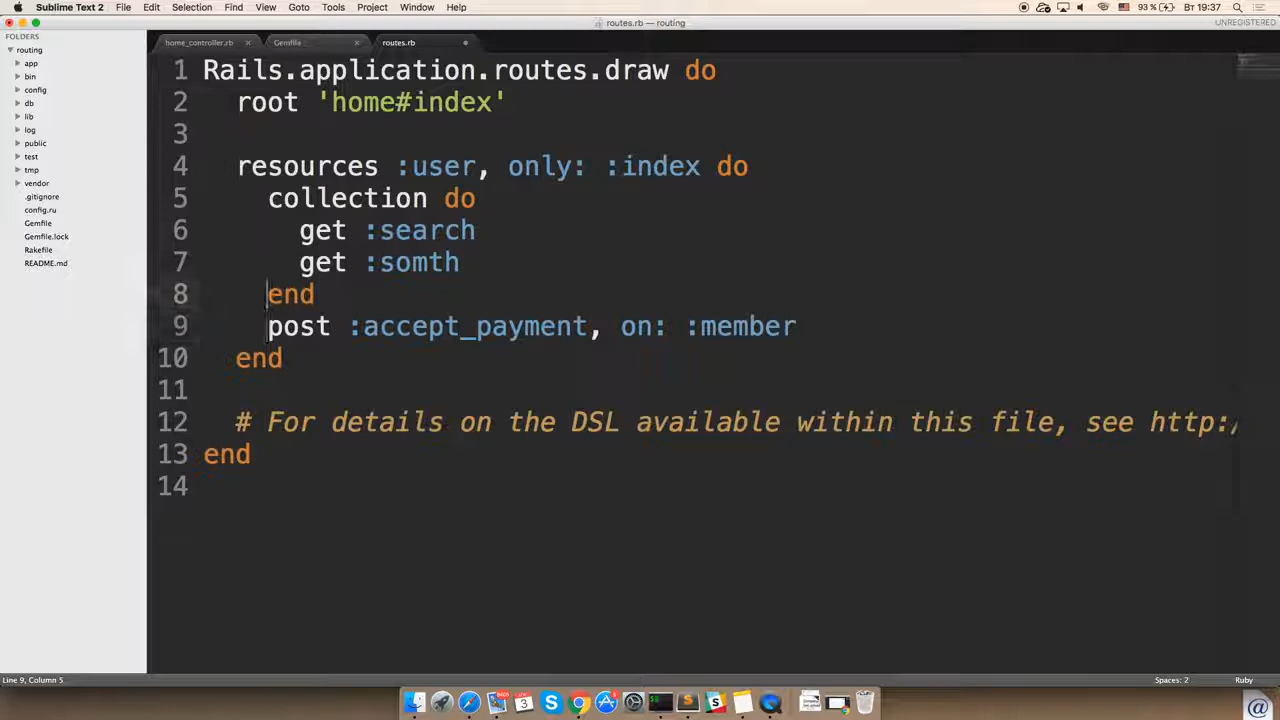 Sublime Text 2 File Edit Selection Find View Goto Tools Project Window Help 93 % Вт 19:37
routes.rb — routing UNREGISTERED
FOLDERS
routing
app
bin
config
db
lib
log
public
test
tmp
vendor
.gitignore
config.ru
Gemfile
Gemfile.lock
Rakefile
README.md
home_controller.rb Gemfile routes.rb
1 Rails.application.routes.draw do
2 root 'home#index'
3
4 resources :user, only: :index do
5 collection do
6 get :search
7 get :somth
8 end
9 post :accept_payment, on: :member
10 end
11
12 # For details on the DSL available within this file, see http:/
13 end
14
Line 9, Column 5 Spaces: 2 Ruby